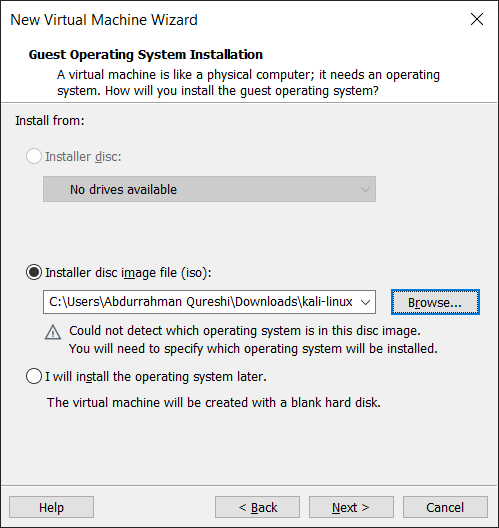 New Virtual Machine Wizard
Guest Operating System Installation
A virtual machine is like a physical computer; it needs an operating
system. How will you install the guest operating system?
Install from:
Installer disc:
No drives available
Installer disc image file (iso):
C:\Users\Abdurrahman Qureshi\Downloads\kali-linux
Browse...
Could not detect which operating system is in this disc image.
You will need to specify which operating system will be installed.
I will install the operating system later.
The virtual machine will be created with a blank hard disk.
Help
< Back
Next >
Cancel